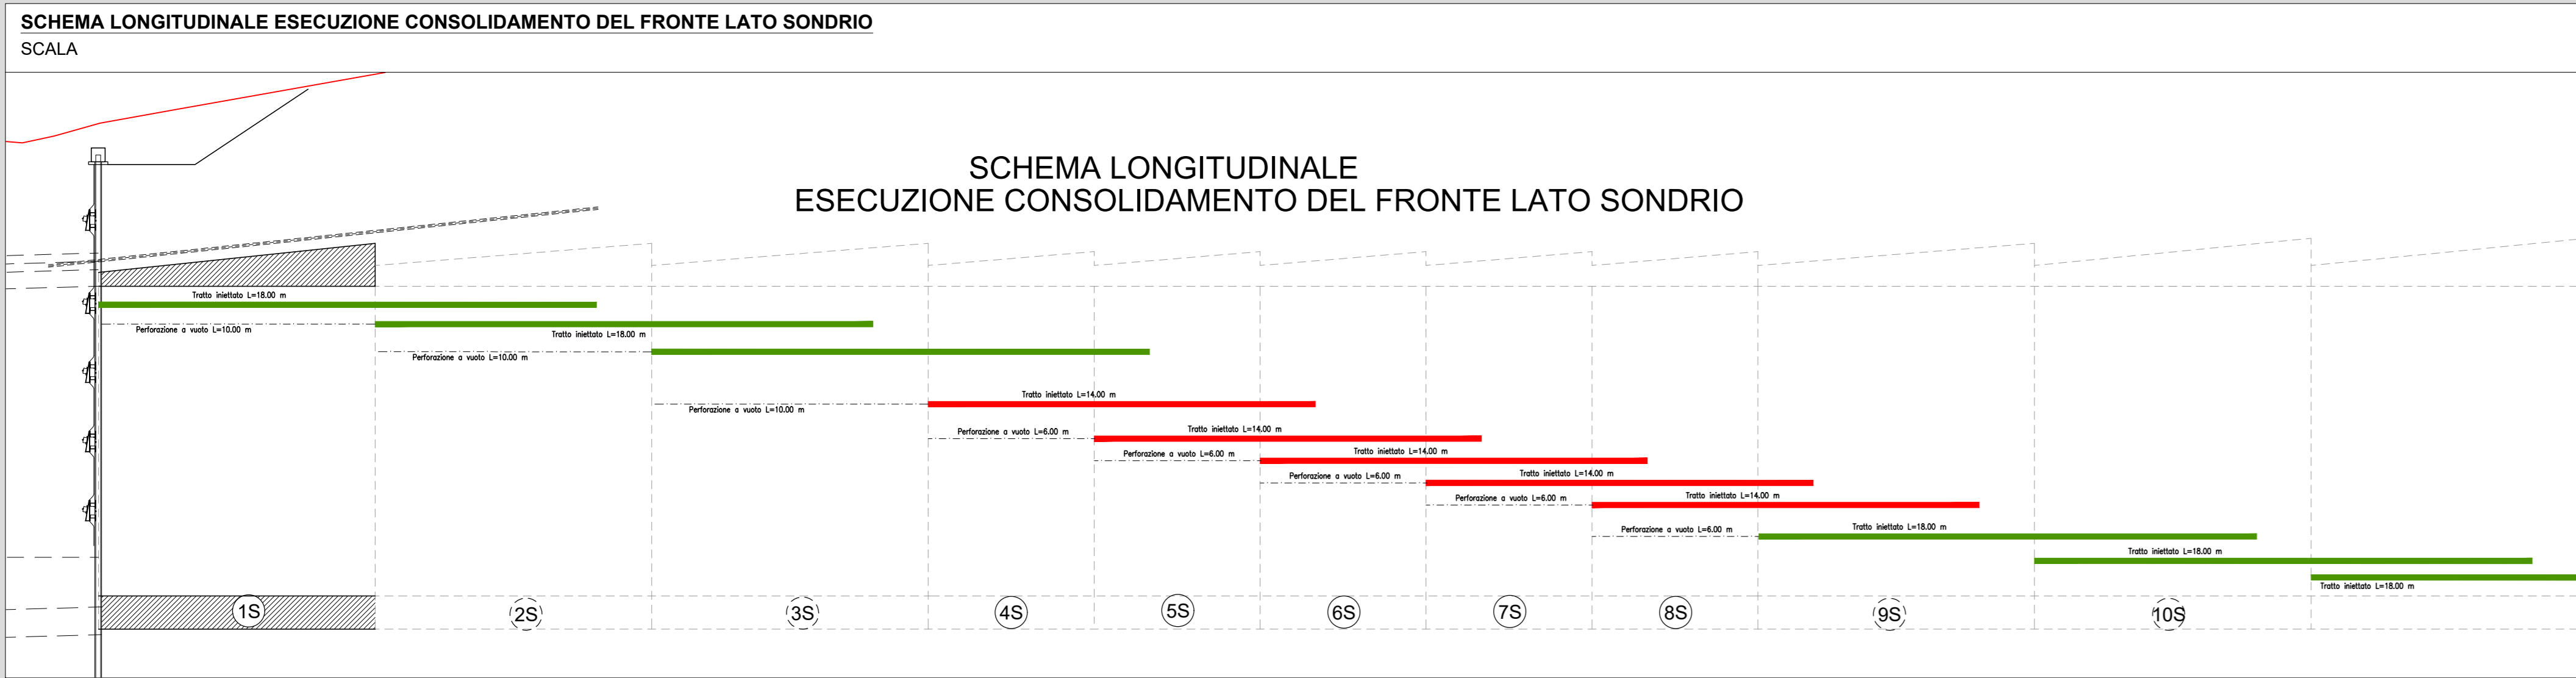 SCHEMA LONGITUDINALE ESECUZIONE CONSOLIDAMENTO DEL FRONTE LATO SONDRIO
SCALA
SCHEMA LONGITUDINALE
ESECUZIONE CONSOLIDAMENTO DEL FRONTE LATO SONDRIO
Tratto iniettato L=18.00 m
Perforazione a vuoto L=10.00 m
Tratto iniettato L=18.00 m
Perforazione a vuoto L=10.00 m
Tratto iniettato L=14.00 m
Perforazione a vuoto L=10.00 m
Tratto iniettato L=14.00 m
Perforazione a vuoto L=6.00 m
Tratto iniettato L=14.00 m
Perforazione a vuoto L=6.00 m
Tratto iniettato L=14.00 m
Perforazione a vuoto L=6.00 m
Tratto iniettato L=14.00 m
Perforazione a vuoto L=6.00 m
Tratto iniettato L=18.00 m
Perforazione a vuoto L=6.00 m
Tratto iniettato L=18.00 m
Tratto iniettato L=18.00 m
1S
2S
3S
4S
5S
6S
7S
8S
9S
10S